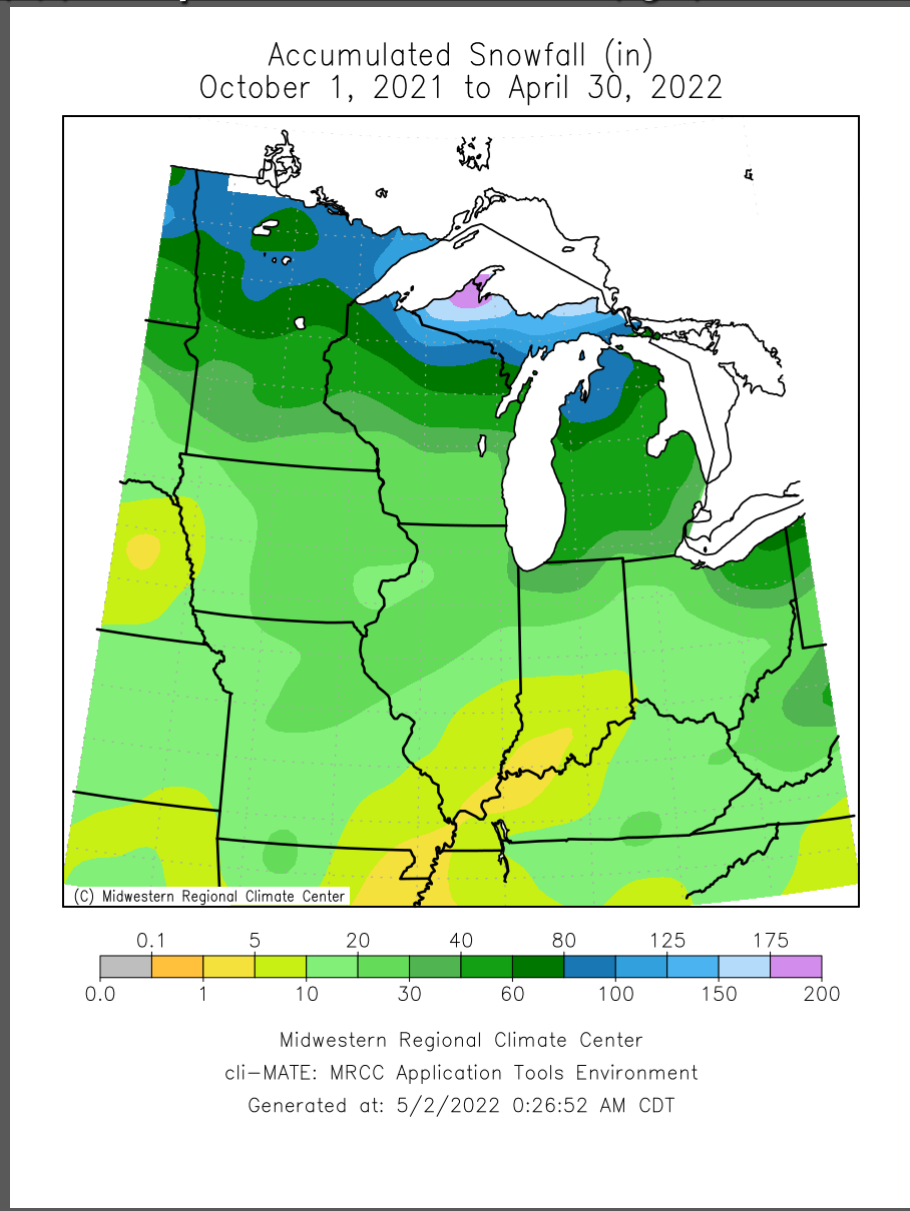 Accumulated Snowfall (in)
October 1, 2021 to April 30, 2022
(C) Midwestern Regional Climate Center
0.1 5 20 40 80 125 175
0.0 1 10 30 60 100 150 200
Midwestern Regional Climate Center
cli-MATE: MRCC Application Tools Environment
Generated at: 5/2/2022 0:26:52 AM CDT